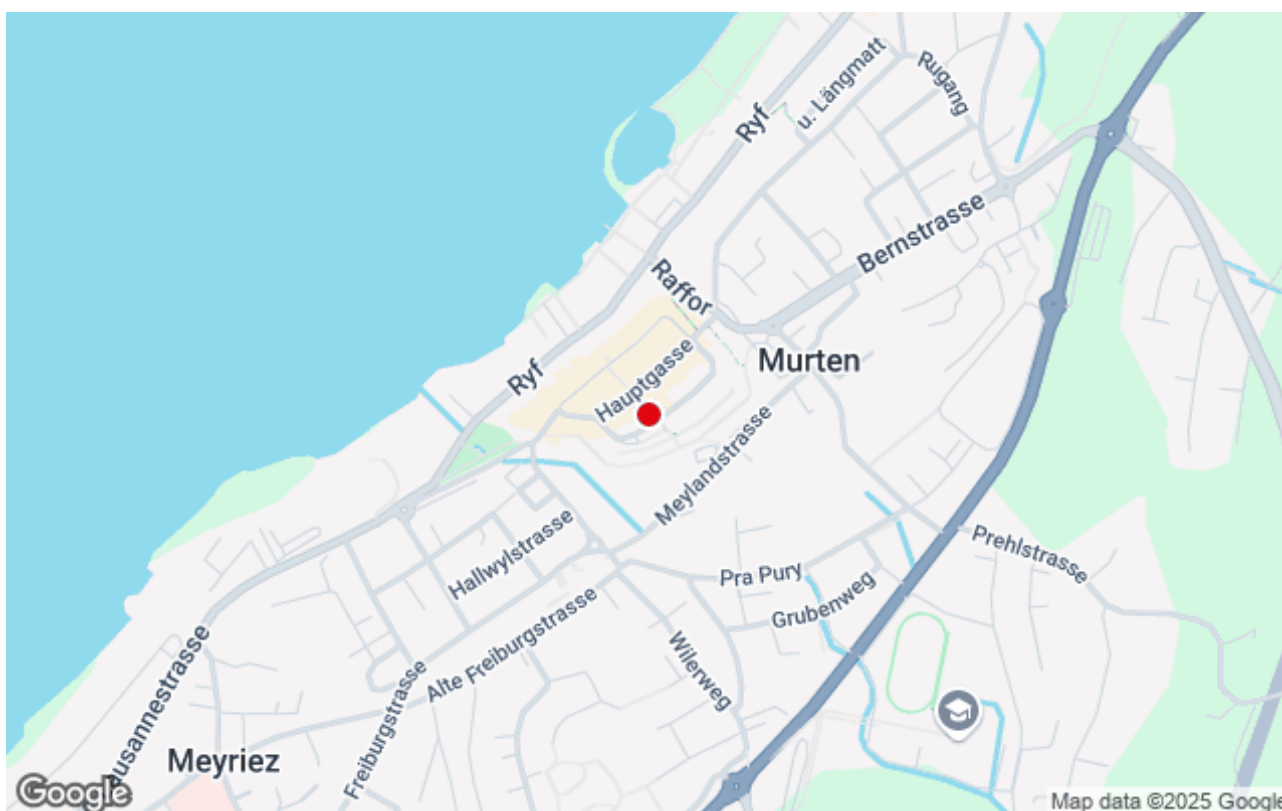 u. Längmatt
Rugang
Ryf
Bernstrasse
Raffor
Murten
Hauptgasse
Ryf
Meylandstrasse
Hallwylstrasse
Prehlstrasse
Pra Pury
Grubenweg
Alte Freiburgstrasse
Wilerweg
usannestrasse
Freiburgstrasse
Meyriez
Google
Map data ©2025 Google